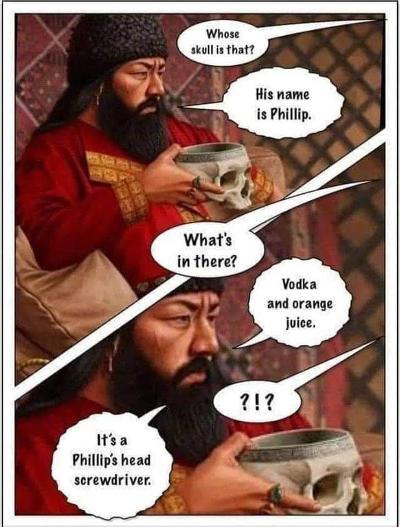 Whose
skull is that?
His name
is Phillip.
What's
in there?
Vodka
and orange
juice.
?!?
It's a
Phillip's head
screwdriver.